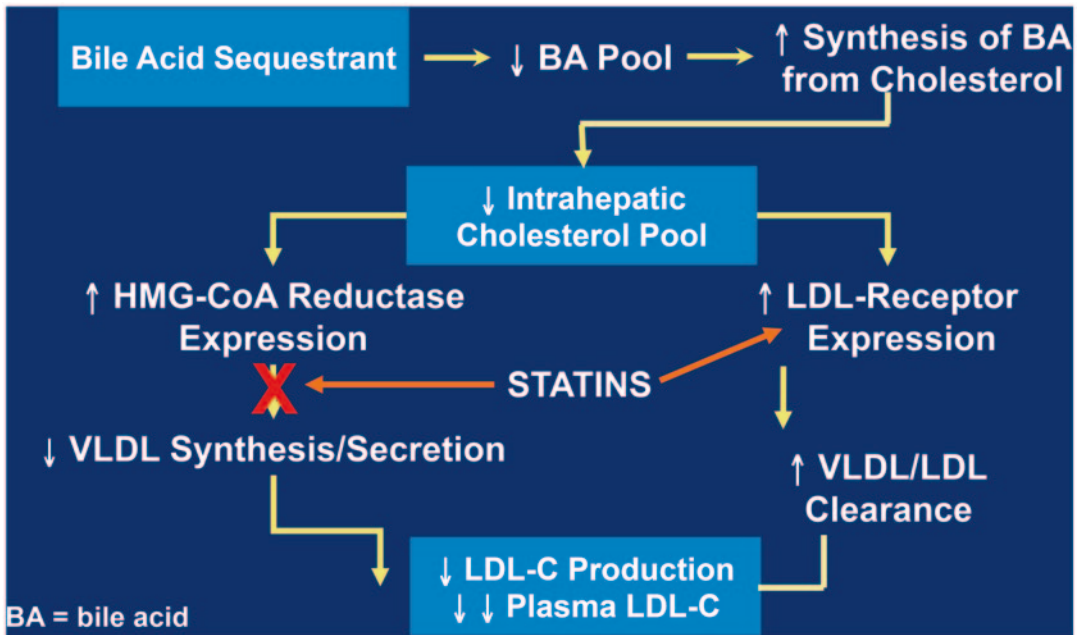 Bile Acid Sequestrant
↓ BA Pool
↑ Synthesis of BA
from Cholesterol
↓ Intrahepatic
Cholesterol Pool
↑ HMG-CoA Reductase
Expression
↑ LDL-Receptor
Expression
X
STATINS
↓ VLDL Synthesis/Secretion
↑ VLDL/LDL
Clearance
↓ LDL-C Production
↓ ↓ Plasma LDL-C
BA = bile acid